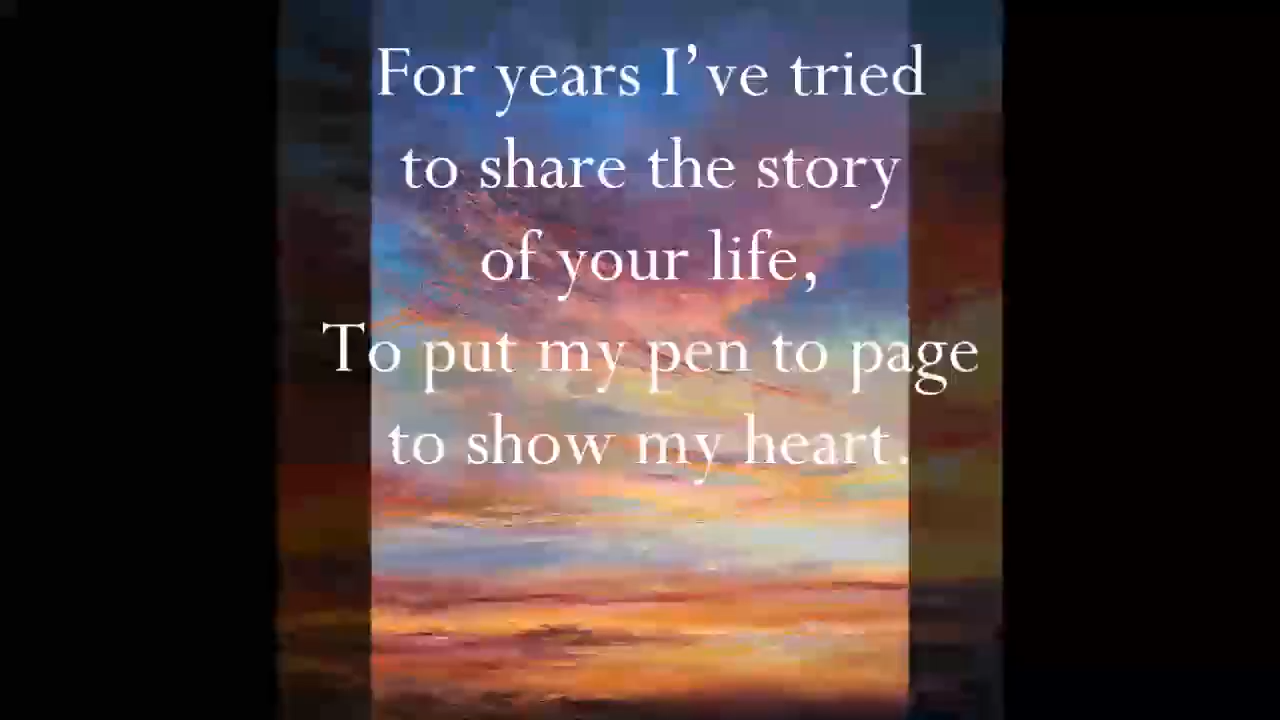 For years I’ve tried
to share the story
of your life,
To put my pen to page
to show my heart.